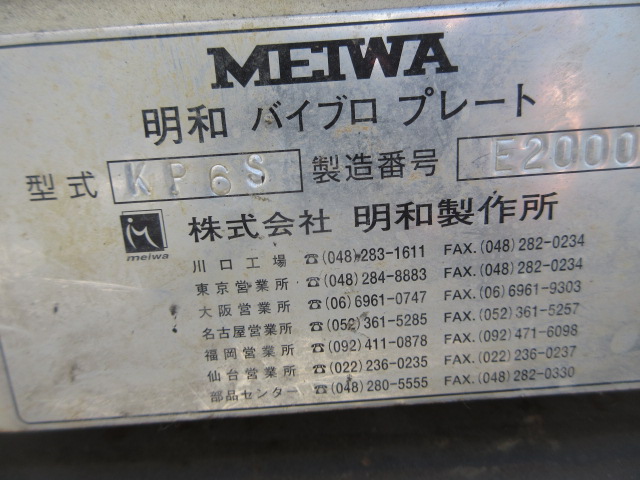 MEIWA
明和 バイブロ プレート
型式 KP6S 製造番号 E2000
meiwa 株式会社 明和製作所
川口工場 ☎(048)283-1611 FAX.(048)282-0234
東京営業所 ☎(048)284-8883 FAX.(048)282-0234
大阪営業所 ☎(06)6961-0747 FAX.(06)6961-9303
名古屋営業所 ☎(052)361-5285 FAX.(052)361-5257
福岡営業所 ☎(092)411-0878 FAX.(092)471-6098
仙台営業所 ☎(022)236-0235 FAX.(022)236-0237
部品センター ☎(048)280-5555 FAX.(048)282-0330